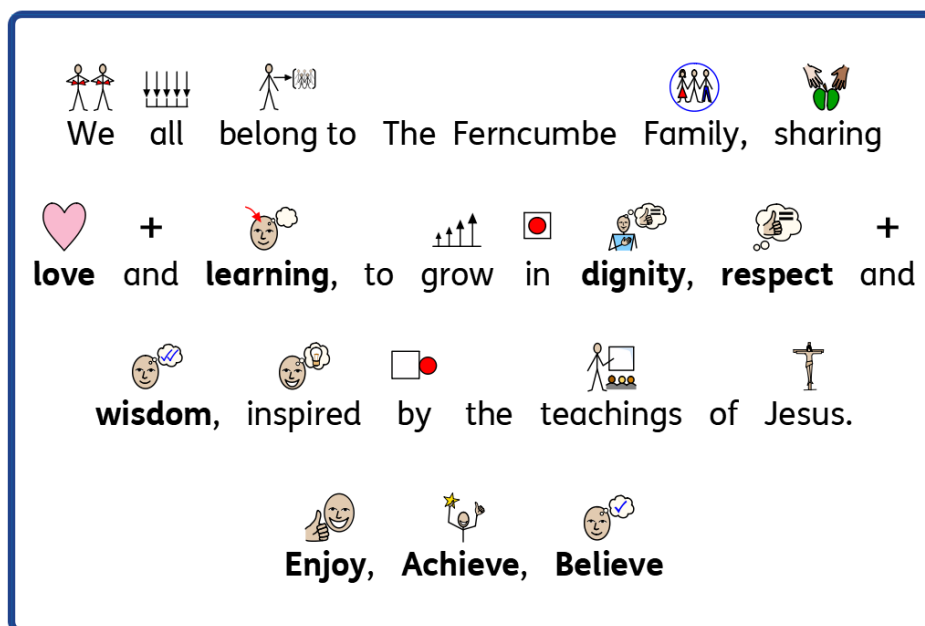 We all belong to The Ferncumbe Family, sharing
love and learning, to grow in dignity, respect and
wisdom, inspired by the teachings of Jesus.
Enjoy, Achieve, Believe